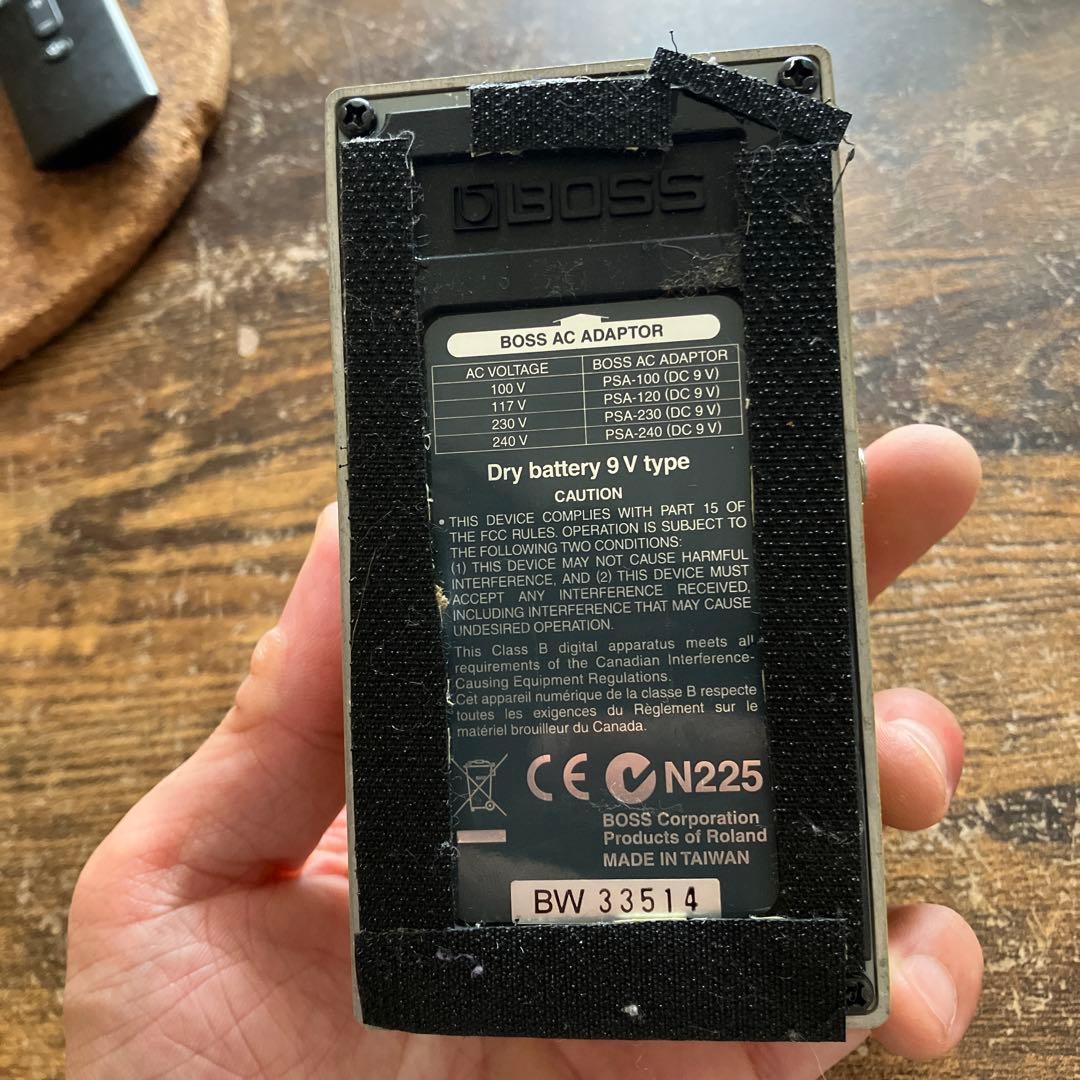 BOSS
BOSS AC ADAPTOR
AC VOLTAGE BOSS AC ADAPTOR
100 V PSA-100 (DC 9 V)
117 V PSA-120 (DC 9 V)
230 V PSA-230 (DC 9 V)
240 V PSA-240 (DC 9 V)
Dry battery 9 V type
CAUTION
• THIS DEVICE COMPLIES WITH PART 15 OF
THE FCC RULES. OPERATION IS SUBJECT TO
THE FOLLOWING TWO CONDITIONS:
(1) THIS DEVICE MAY NOT CAUSE HARMFUL
INTERFERENCE, AND (2) THIS DEVICE MUST
ACCEPT ANY INTERFERENCE RECEIVED,
INCLUDING INTERFERENCE THAT MAY CAUSE
UNDESIRED OPERATION.
This Class B digital apparatus meets all
requirements of the Canadian Interference-
Causing Equipment Regulations.
Cet appareil numérique de la classe B respecte
toutes les exigences du Règlement sur le
matériel brouilleur du Canada.
CE N225
BOSS Corporation
Products of Roland
MADE IN TAIWAN
BW 33514